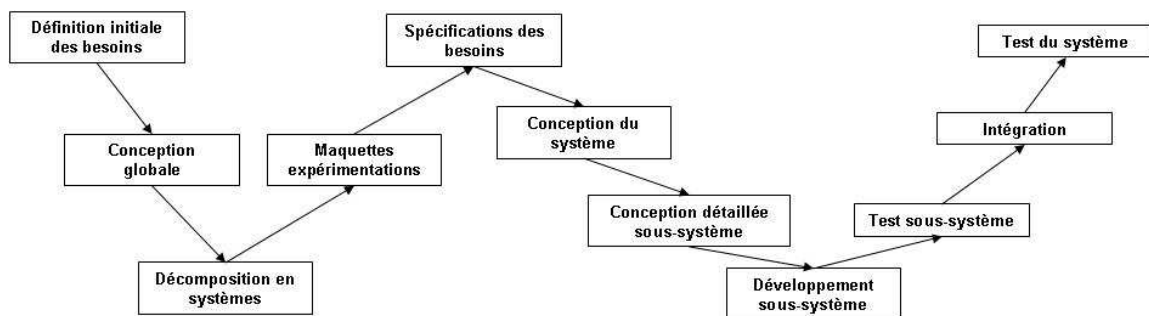 Définition initiale
des besoins
Conception
globale
Décomposition en
systèmes
Maquettes
expérimentations
Spécifications des
besoins
Conception du
système
Conception détaillée
sous-système
Développement
sous-système
Test sous-système
Intégration
Test du système